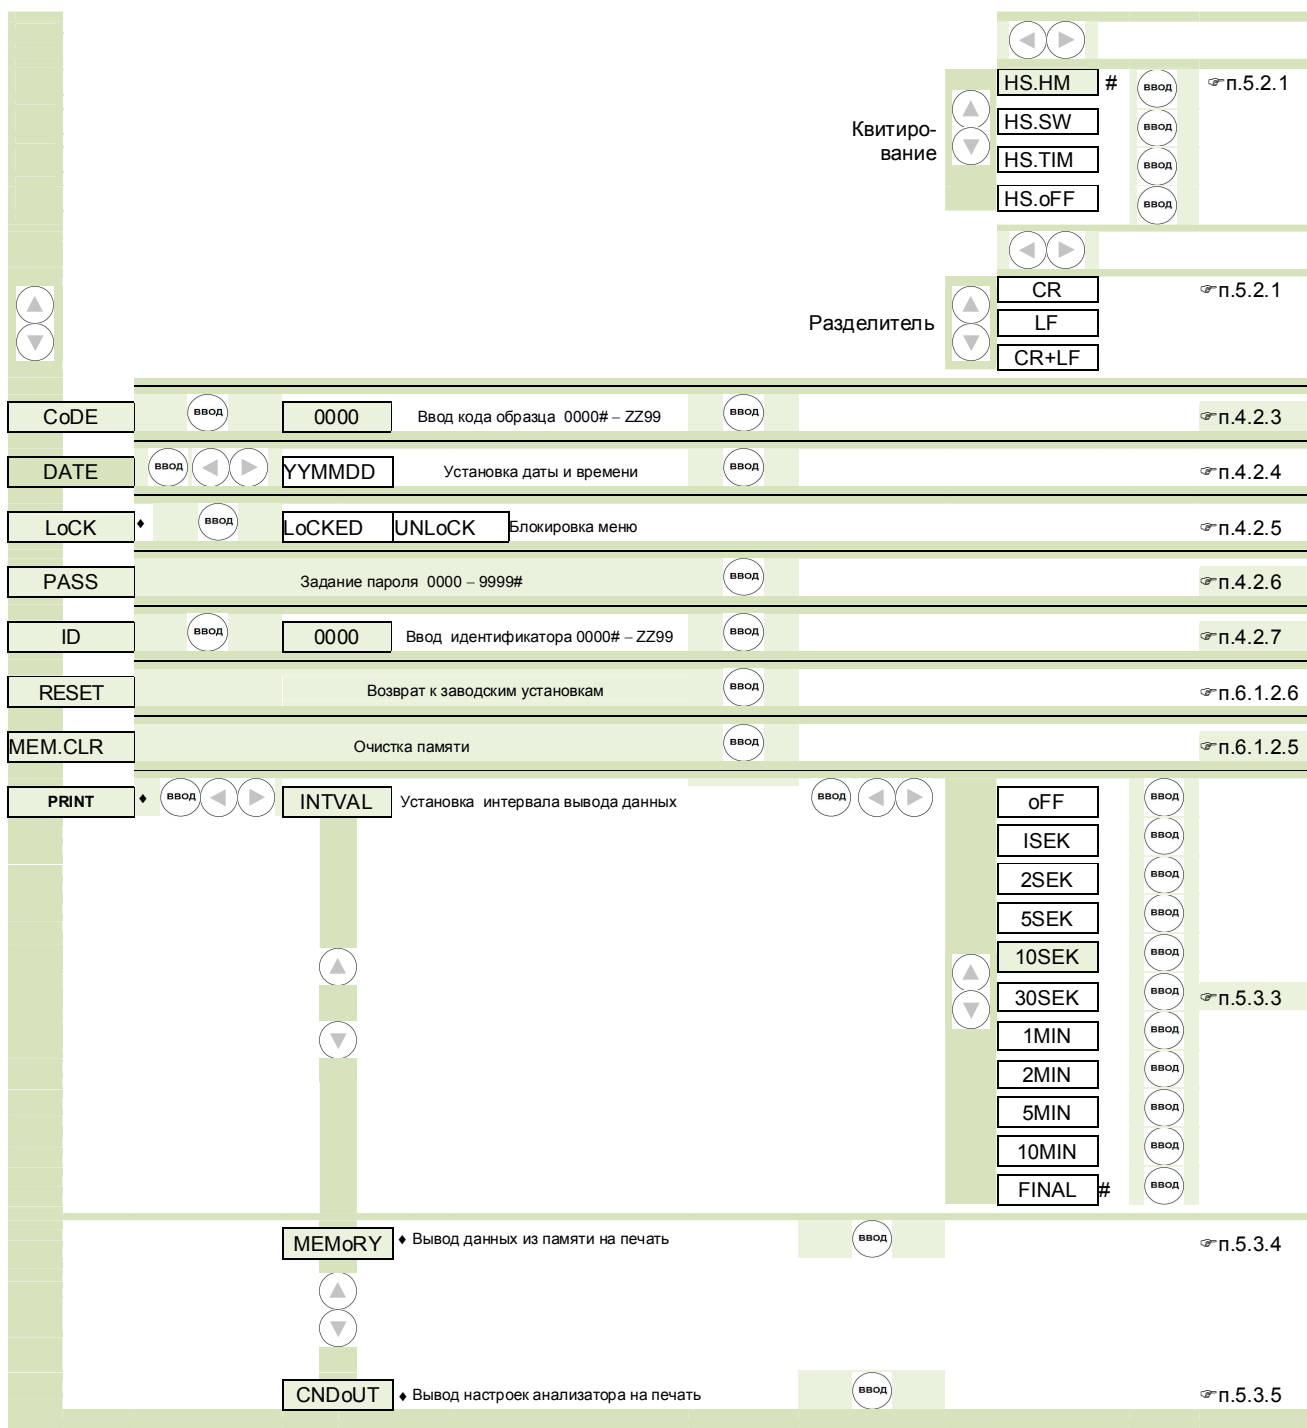 HS.HM # ввод ☞п.5.2.1
Квитиро-
вание
HS.SW ввод
HS.TIM ввод
HS.oFF ввод
CR ☞п.5.2.1
Разделитель LF
CR+LF
CoDE ввод 0000 Ввод кода образца 0000# – ZZ99 ввод ☞п.4.2.3
DATE ввод YYMMDD Установка даты и времени ввод ☞п.4.2.4
LoCK ♦ ввод LoCKED UNLoCK Блокировка меню ☞п.4.2.5
PASS Задание пароля 0000 – 9999# ввод ☞п.4.2.6
ID ввод 0000 Ввод идентификатора 0000# – ZZ99 ввод ☞п.4.2.7
RESET Возврат к заводским установкам ввод ☞п.6.1.2.6
MEM.CLR Очистка памяти ввод ☞п.6.1.2.5
PRINT ♦ ввод INTVAL Установка интервала вывода данных ввод oFF ввод
ISEK ввод
2SEK ввод
5SEK ввод
10SEK ввод
30SEK ввод ☞п.5.3.3
1MIN ввод
2MIN ввод
5MIN ввод
10MIN ввод
FINAL # ввод
MEMoRY ♦ Вывод данных из памяти на печать ввод ☞п.5.3.4
CNDoUT ♦ Вывод настроек анализатора на печать ввод ☞п.5.3.5